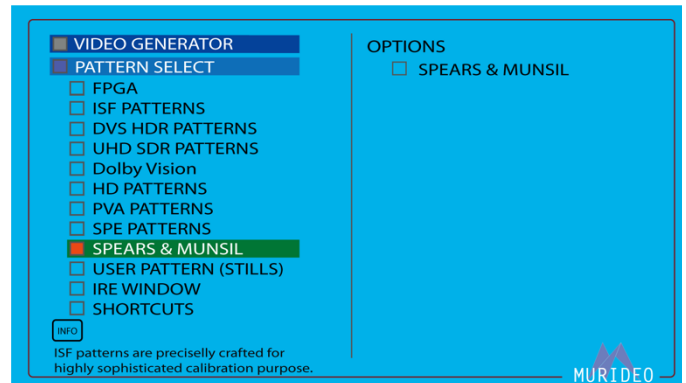 VIDEO GENERATOR
PATTERN SELECT
FPGA
ISF PATTERNS
DVS HDR PATTERNS
UHD SDR PATTERNS
Dolby Vision
HD PATTERNS
PVA PATTERNS
SPE PATTERNS
SPEARS & MUNSIL
USER PATTERN (STILLS)
IRE WINDOW
SHORTCUTS
INFO
ISF patterns are preciselly crafted for
highly sophisticated calibration purpose.
OPTIONS
SPEARS & MUNSIL
MURIDEO